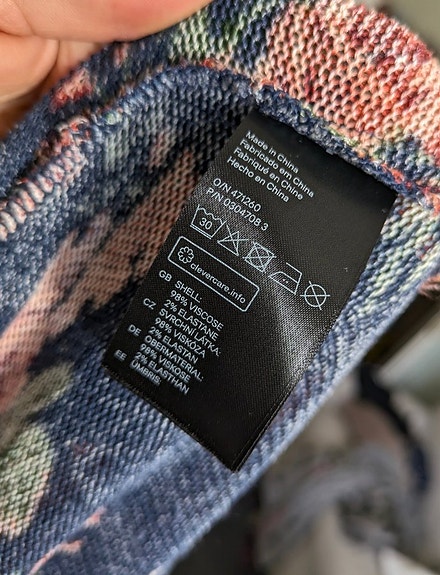 Made in China
Fabricado em China
Fabriqué en Chine
Hecho en China
O/N 471260
P/N 0304708 3
30
clevercare.info
GB SHELL:
98% VISCOSE
2% ELASTANE
CZ SVRCHNÍ LÁTKA:
98% VISKÓZA
2% ELASTAN
DE OBERMATERIAL:
98% VISKOSE
2% ELASTHAN
EE ÜMBRIS: